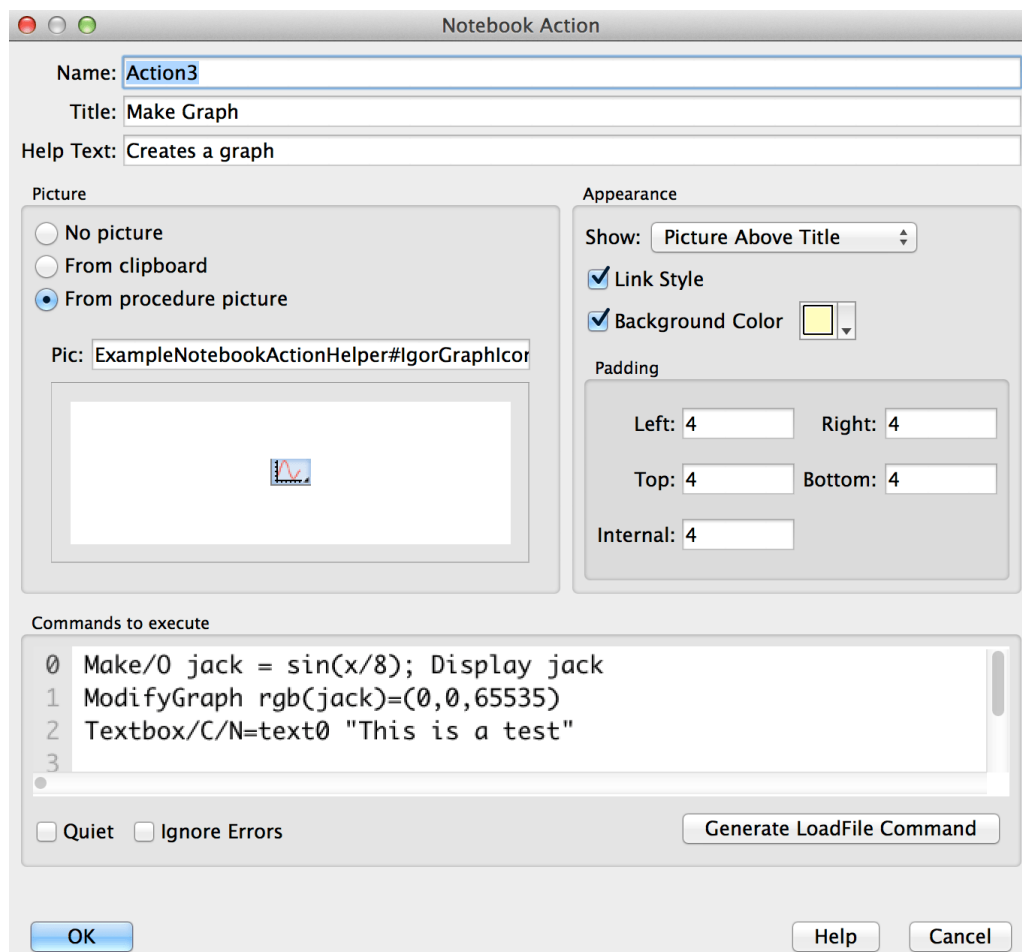 Notebook Action
Name: Action3
Title: Make Graph
Help Text: Creates a graph
Picture
No picture
From clipboard
From procedure picture
Pic: ExampleNotebookActionHelper#IgorGraphIcon
Appearance
Show: Picture Above Title
Link Style
Background Color
Padding
Left: 4 Right: 4
Top: 4 Bottom: 4
Internal: 4
Commands to execute
0 Make/O jack = sin(x/8); Display jack
1 ModifyGraph rgb(jack)=(0,0,65535)
2 Textbox/C/N=text0 "This is a test"
3
Quiet Ignore Errors Generate LoadFile Command
OK Help Cancel